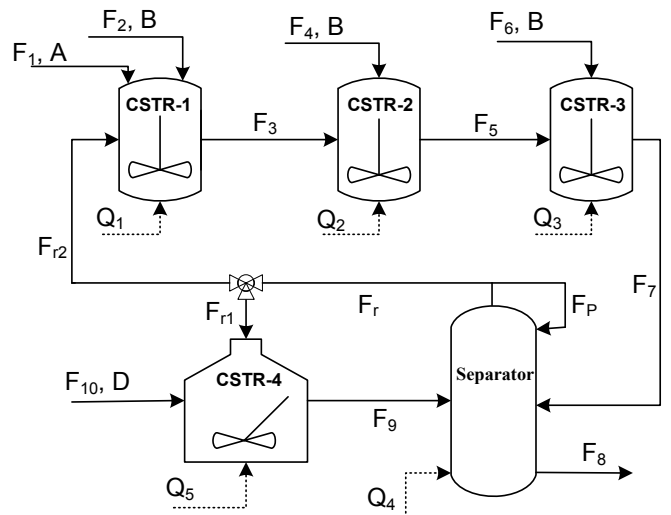 F₂, B
F₄, B
F₆, B
F₁, A
CSTR-1
CSTR-2
CSTR-3
F₃
F₅
Q₁
Q₂
Q₃
Fᵣ₂
F₇
Fᵣ₁
Fᵣ
F_P
CSTR-4
Separator
F₁₀, D
F₉
F₈
Q₄
Q₅